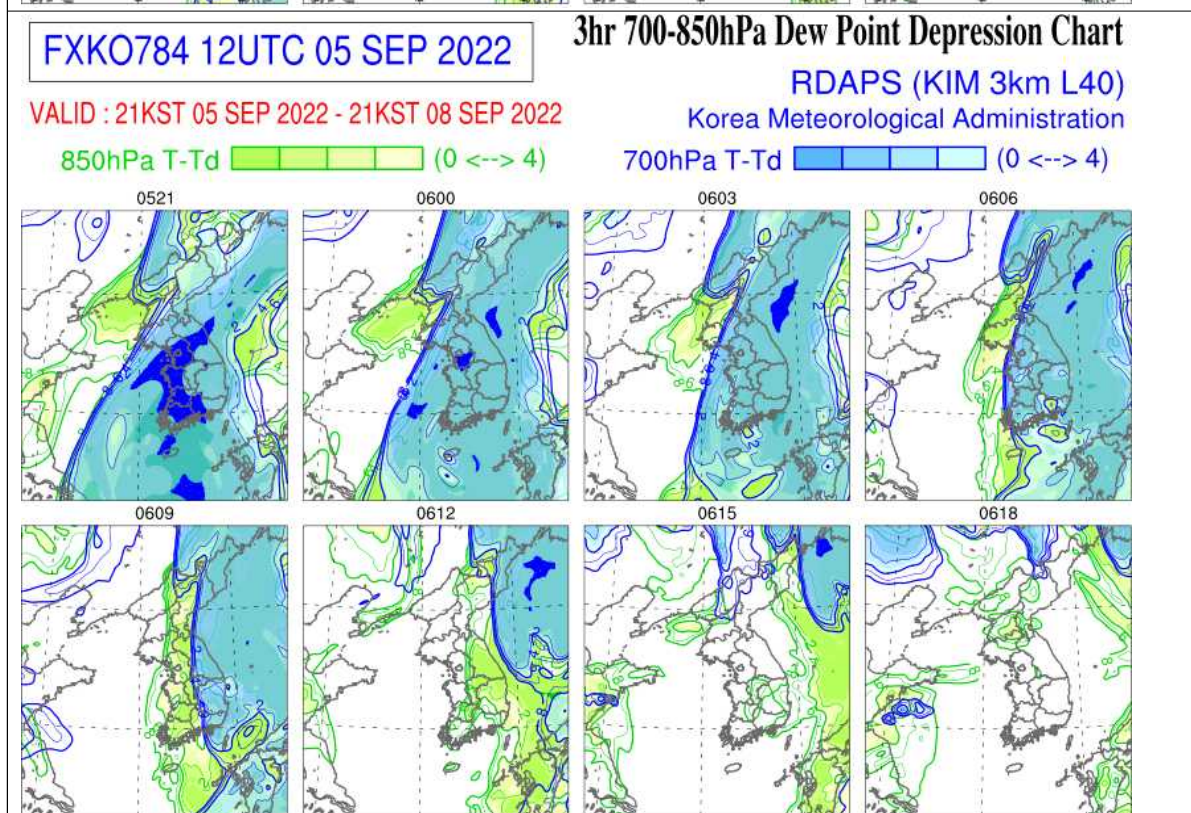 FXKO784 12UTC 05 SEP 2022
3hr 700-850hPa Dew Point Depression Chart
RDAPS (KIM 3km L40)
VALID : 21KST 05 SEP 2022 - 21KST 08 SEP 2022
Korea Meteorological Administration
850hPa T-Td (0 <--> 4)
700hPa T-Td (0 <--> 4)
0521
0600
0603
0606
0609
0612
0615
0618